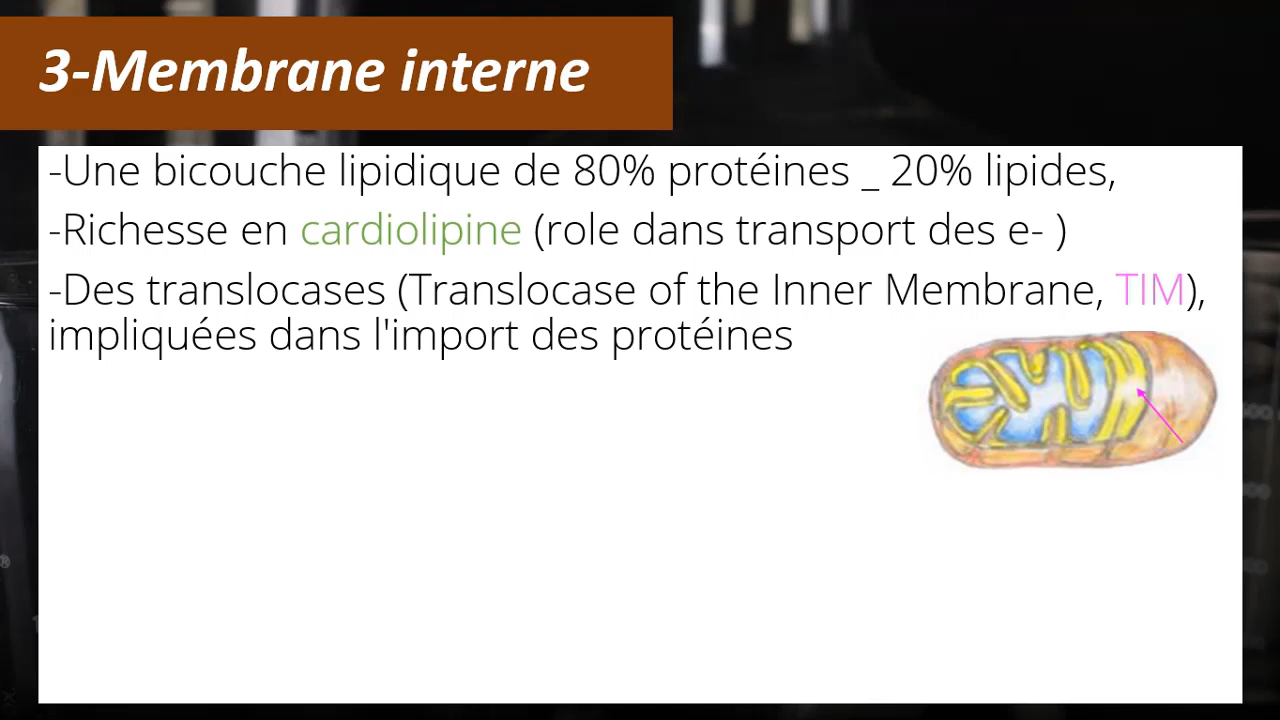 3-Membrane interne
-Une bicouche lipidique de 80% protéines _ 20% lipides,
-Richesse en cardiolipine (role dans transport des e- )
-Des translocases (Translocase of the Inner Membrane, TIM),
impliquées dans l'import des protéines